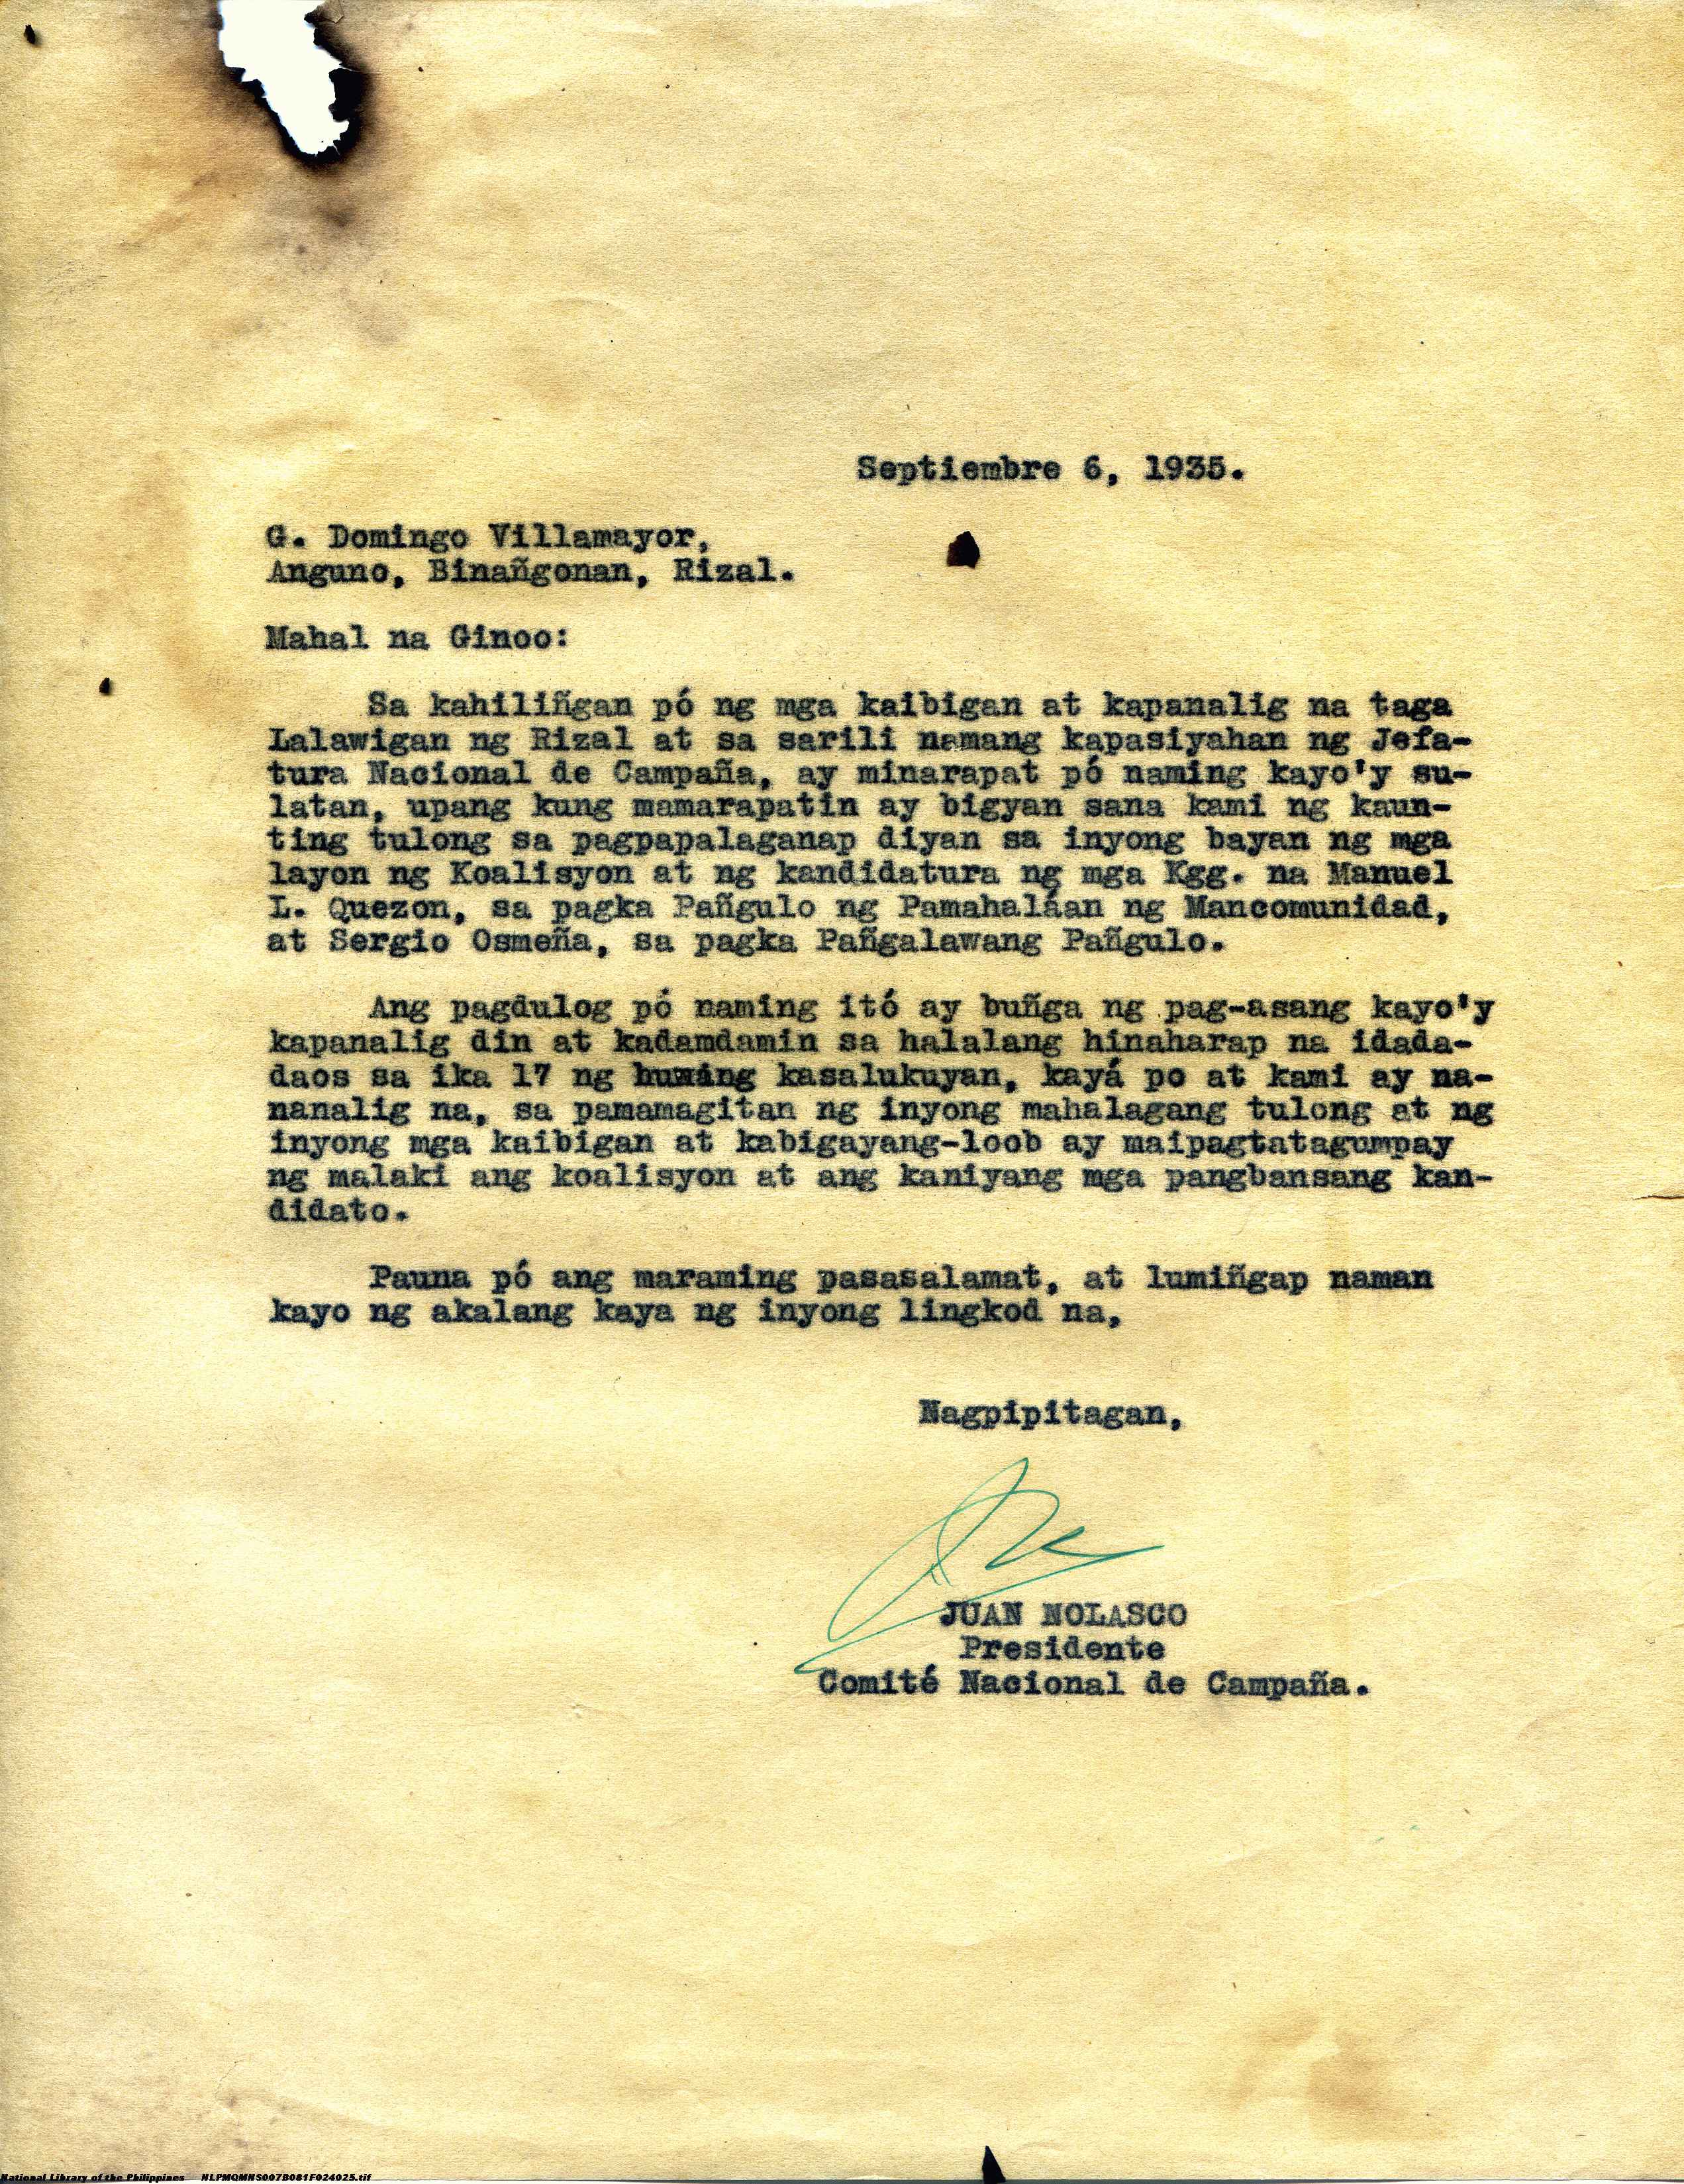 Septiembre 6, 1935.
G. Domingo Villamayor,
Anguno, Binañgonan, Rizal.
Mahal na Ginoo:
Sa kahiliñgan pó ng mga kaibigan at kapanalig na taga
Lalawigan ng Rizal at sa sarili namang kapasiyahan ng Jefa-
tura Nacional de Campaña, ay minarapat pó naming kayo'y su-
latan, upang kung mamarapatin ay bigyan sana kami ng kaun-
ting tulong sa pagpapalaganap diyan sa inyong bayan ng mga
layon ng Koalisyon at ng kandidatura ng mga Kgg. na Manuel
L. Quezon, sa pagka Pañgulo ng Pamahaláan ng Mancomunidad,
at Sergio Osmeña, sa pagka Pañgalawang Pañgulo.
Ang pagdulog pó naming itó ay buñga ng pag-asang kayo'y
kapanalig din at kadamdamin sa halalang hinaharap na idada-
daos sa ika 17 ng kasalukuyan, kayá po at kami ay na-
nanalig na, sa pamamagitan ng inyong mahalagang tulong at ng
inyong mga kaibigan at kabigayang-loob ay maipagtatagumpay
ng malaki ang koalisyon at ang kaniyang mga pangbansang kan-
didato.
Pauna pó ang maraming pasasalamat, at lumiñgap naman
kayo ng akalang kaya ng inyong lingkod na,
Nagpipitagan,
JUAN NOLASCO
Presidente
Comité Nacional de Campaña.
National Library of the Philippines NLPMQMNS007B081F024025.tif